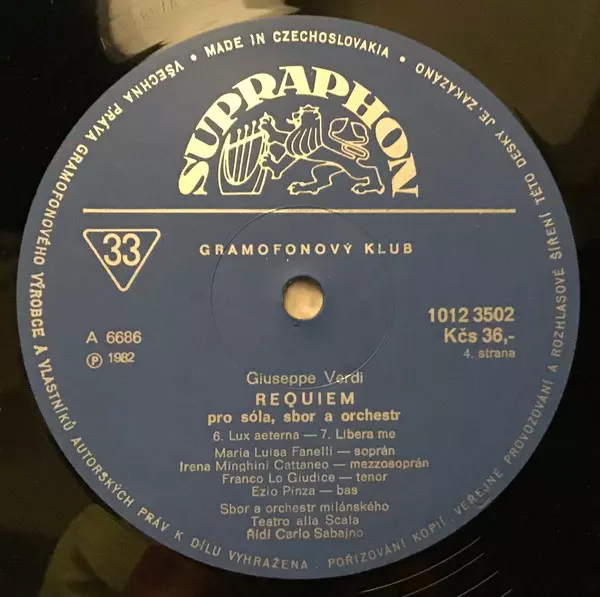 • MADE IN CZECHOSLOVAKIA •
VŠECHNA PRÁVA GRAMOFONOVÉHO VÝROBCE A VLASTNÍKŮ AUTORSKÝCH PRÁV K DÍLU VYHRAŽENA. POŘIZOVÁNÍ KOPIÍ, VEŘEJNÉ PROVOZOVÁNÍ A ROZHLASOVÉ ŠÍŘENÍ TÉTO DESKY JE ZAKÁZÁNO
SUPRAPHON
33
GRAMOFONOVÝ KLUB
A 6686
Ⓟ 1982
1012 3502
Kčs 36,-
4. strana
Giuseppe Verdi
REQUIEM
pro sóla, sbor a orchestr
6. Lux aeterna — 7. Libera me
Maria Luisa Fanelli — soprán
Irena Minghini Cattaneo — mezzosoprán
Franco Lo Giudice — tenor
Ezio Pinza — bas
Sbor a orchestr milánského
Teatro alla Scala
Řídí Carlo Sabajno